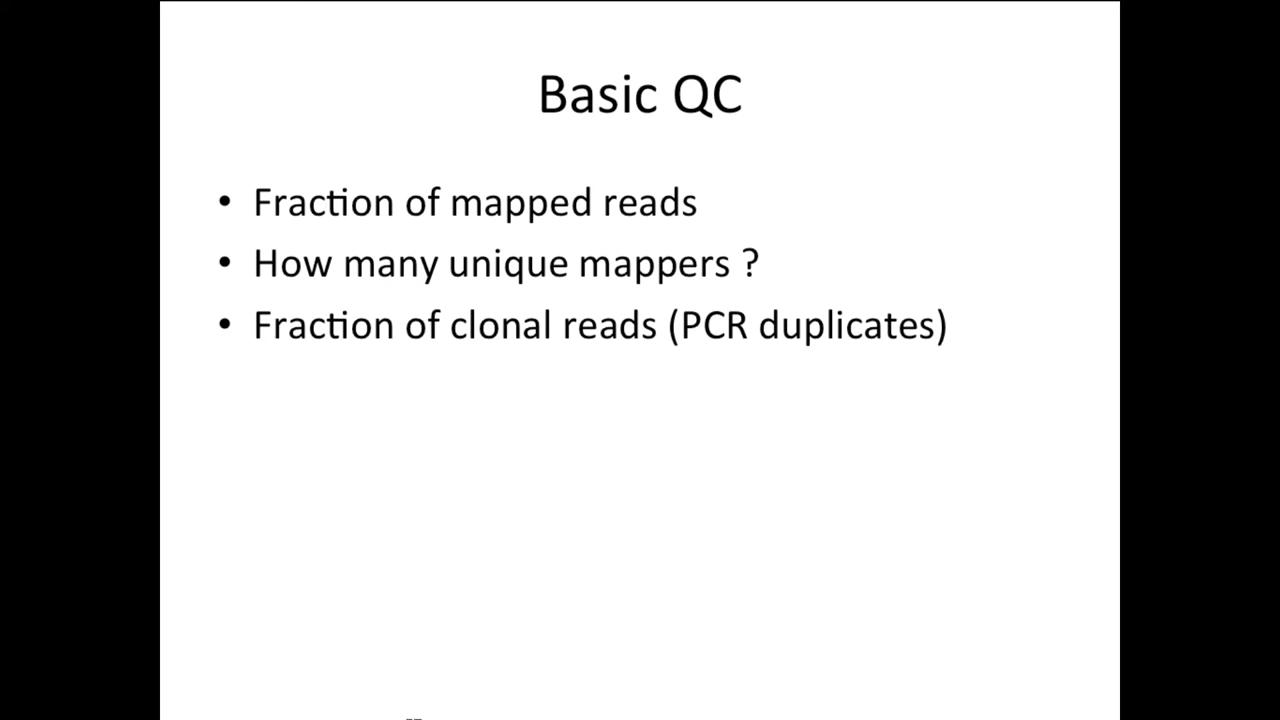 Basic QC
• Fraction of mapped reads
• How many unique mappers ?
• Fraction of clonal reads (PCR duplicates)